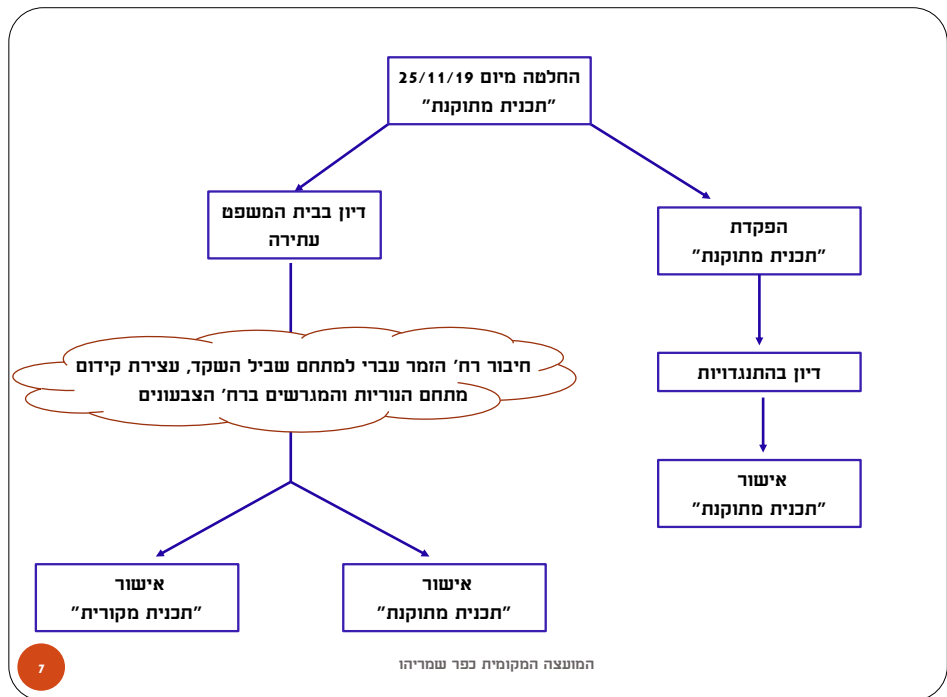 החלטה מיום 25/11/19
"תכנית מתוקנת"
דיון בבית המשפט
עתירה
הפקדת
"תכנית מתוקנת"
חיבור רח' הזמר עברי למתחם שביל השקד, עצירת קידום
מתחם הנוריות והמגרשים ברח' הצבעונים
דיון בהתנגדויות
אישור
"תכנית מתוקנת"
אישור
"תכנית מקורית"
אישור
"תכנית מתוקנת"
המועצה המקומית כפר שמריהו
7